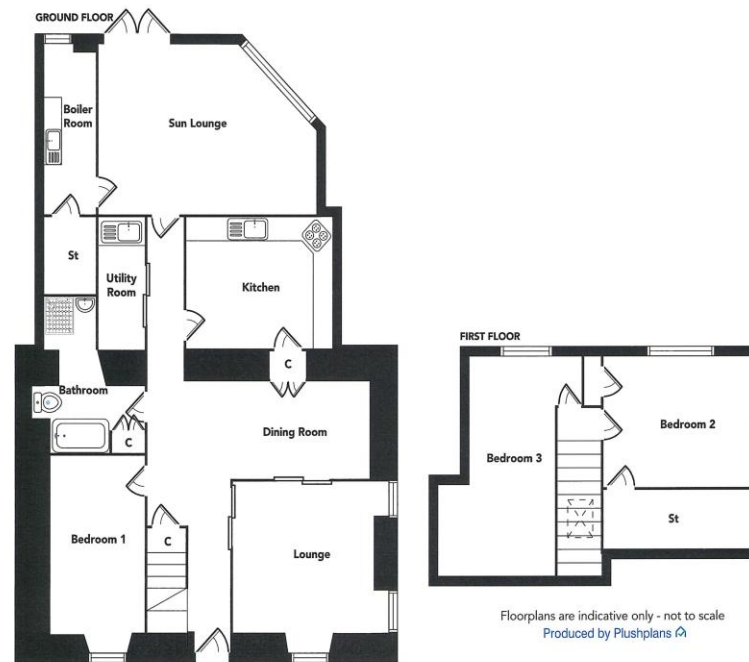 GROUND FLOOR
Boiler
Room
Sun Lounge
St
Utility
Room
Kitchen
C
Bathroom
C
Dining Room
Bedroom 1
C
Lounge
FIRST FLOOR
Bedroom 2
Bedroom 3
St
Floorplans are indicative only - not to scale
Produced by Plushplans